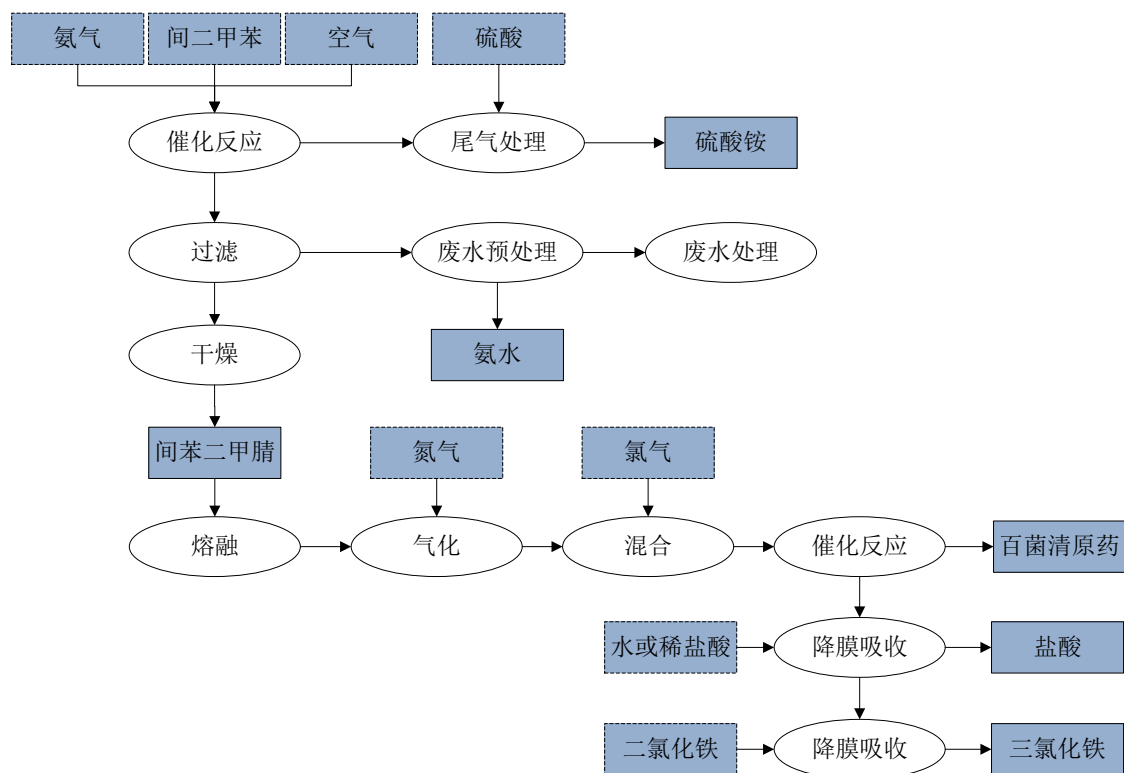 氨气
间二甲苯
空气
硫酸
催化反应
尾气处理
硫酸铵
过滤
废水预处理
废水处理
干燥
氨水
间苯二甲腈
氮气
氯气
熔融
气化
混合
催化反应
百菌清原药
水或稀盐酸
降膜吸收
盐酸
二氯化铁
降膜吸收
三氯化铁